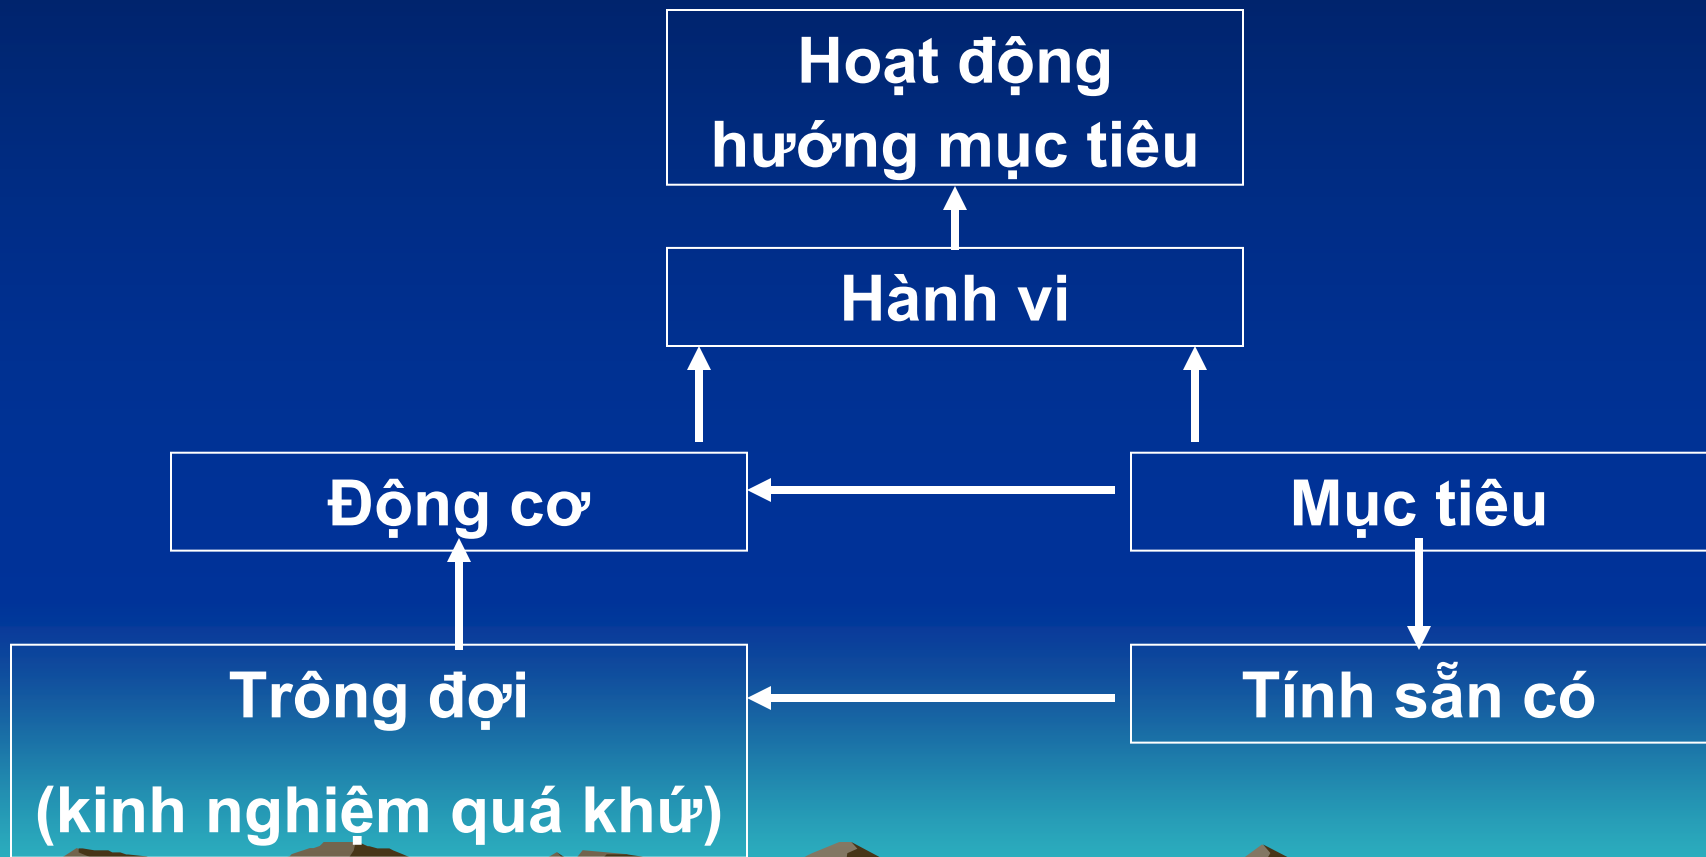 Hoạt động
hướng mục tiêu
Hành vi
Động cơ
Mục tiêu
Trông đợi
(kinh nghiệm quá khứ)
Tính sẵn có